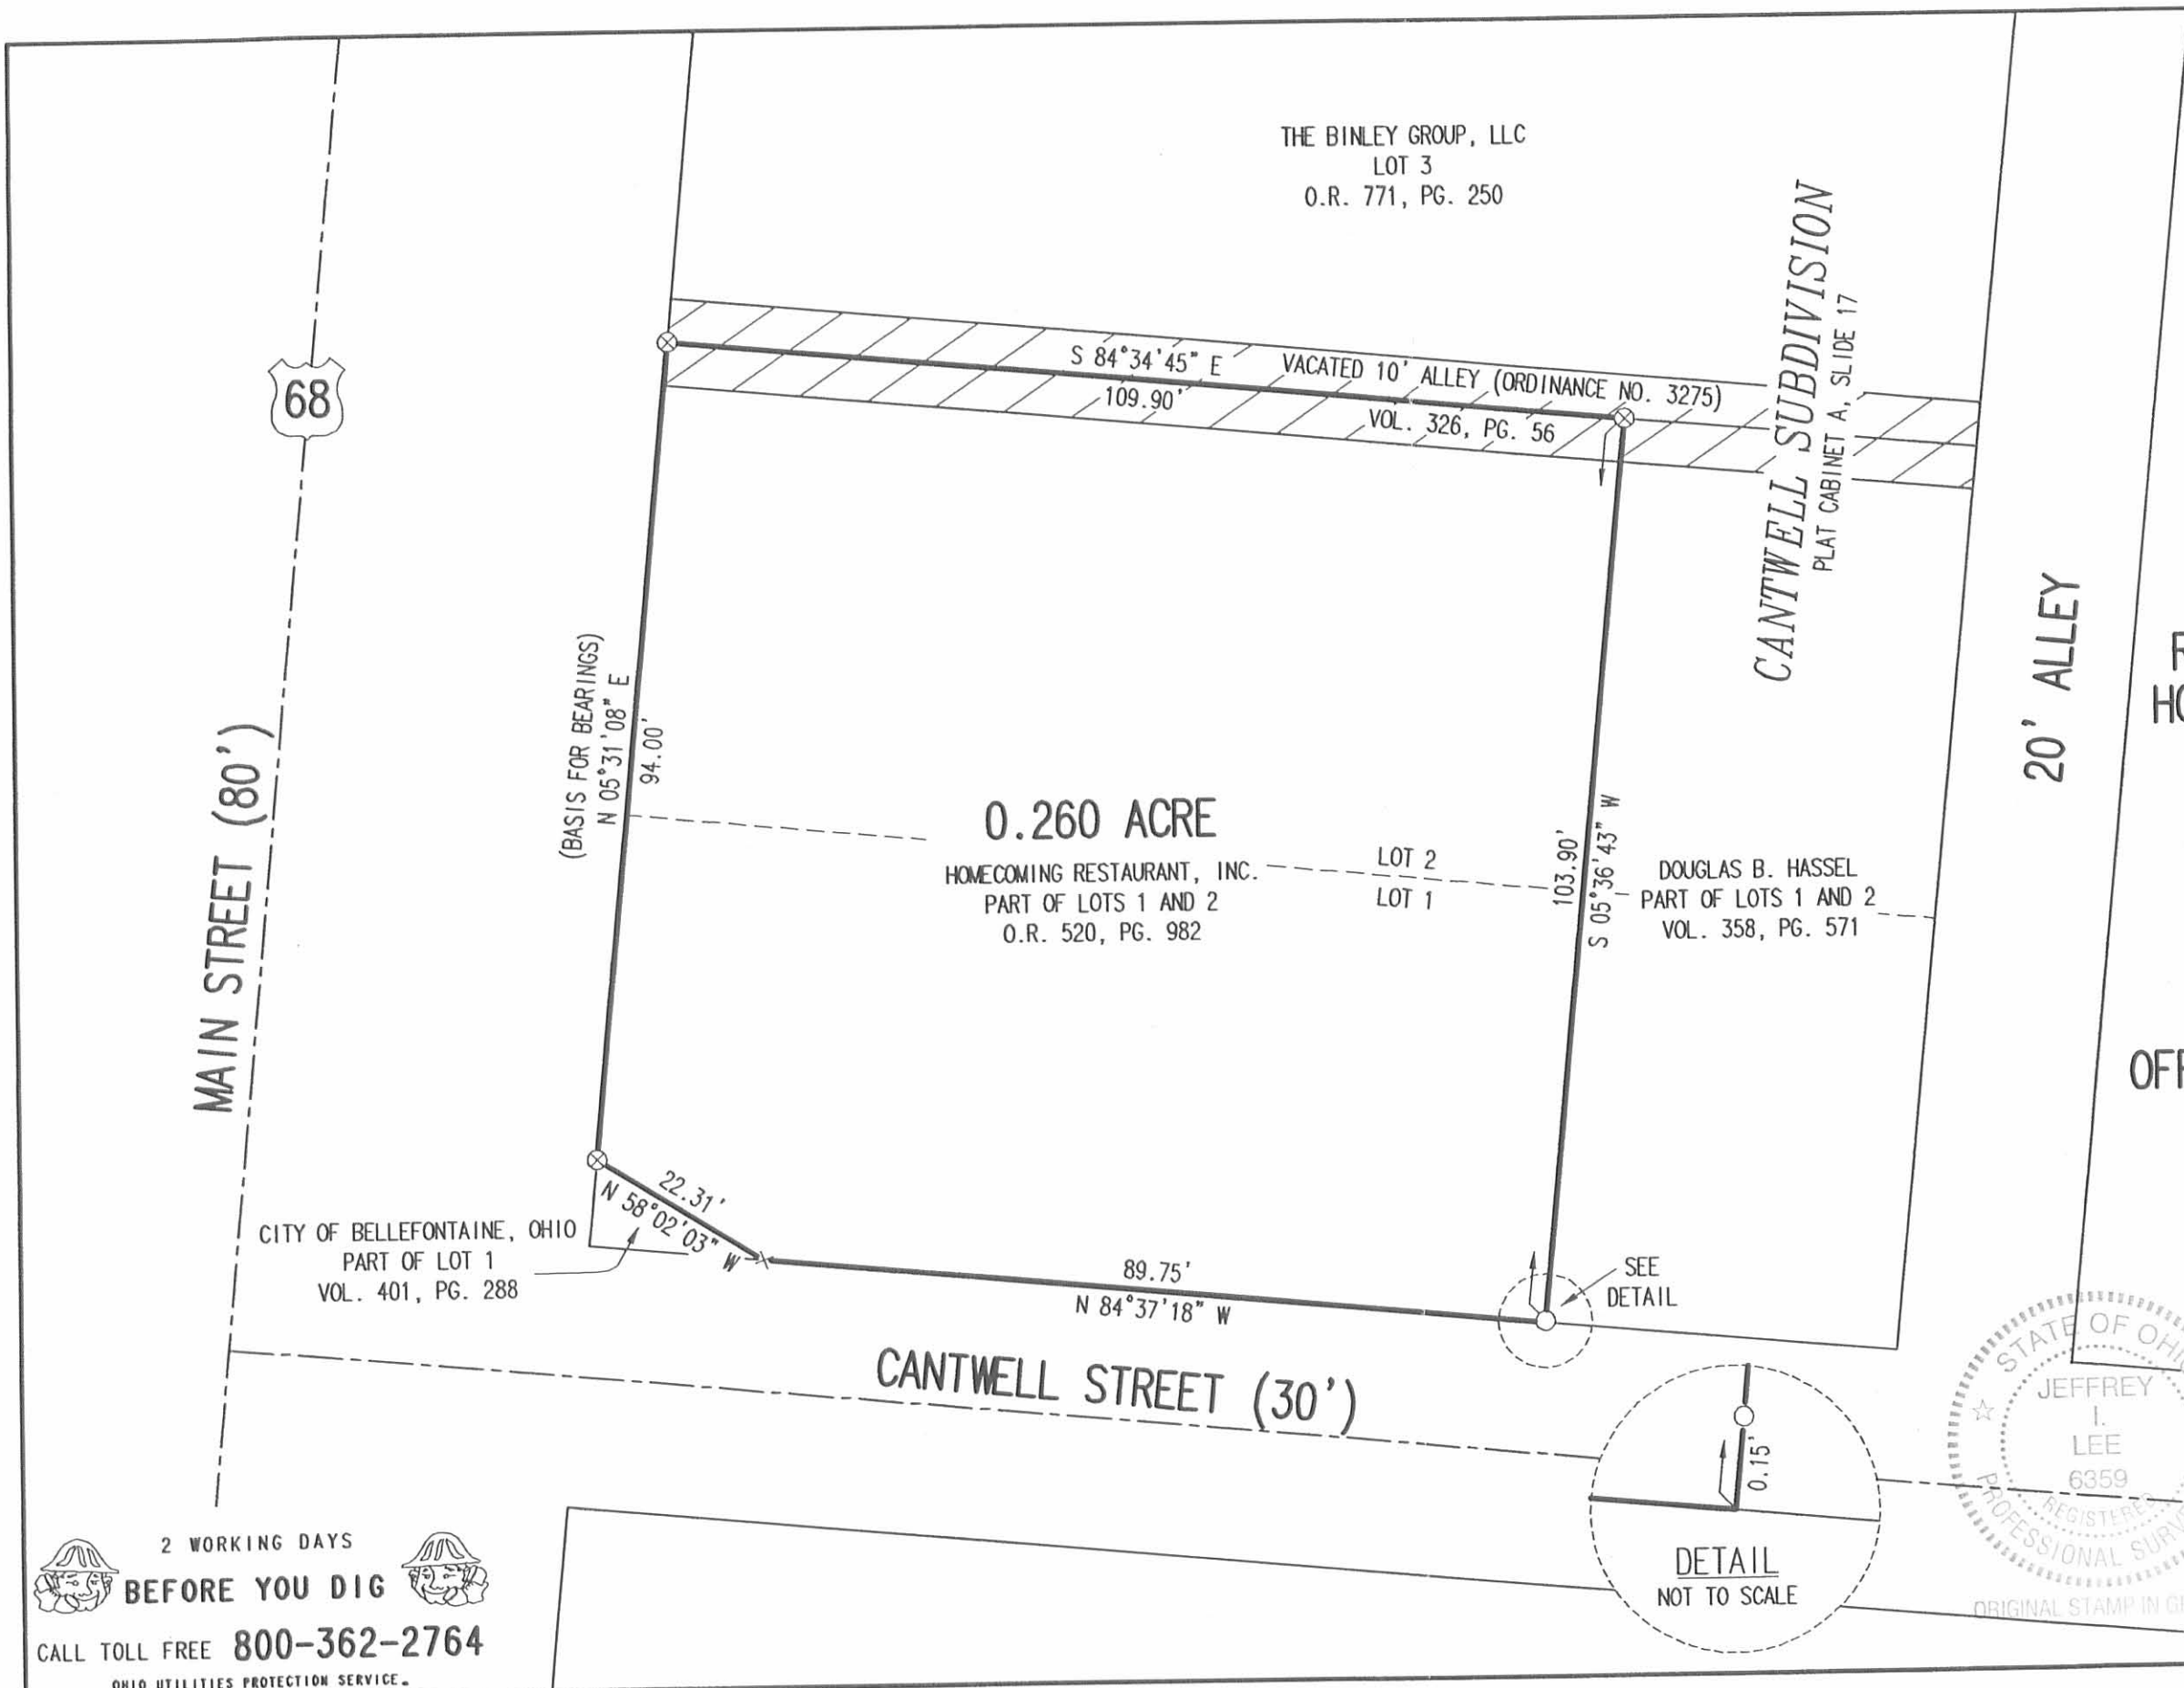 THE BINLEY GROUP, LLC
LOT 3
O.R. 771, PG. 250
CANTWELL SUBDIVISION
PLAT CABINET A, SLIDE 17
68
S 84°34'45" E
109.90'
VACATED 10' ALLEY (ORDINANCE NO. 3275)
VOL. 326, PG. 56
20' ALLEY
MAIN STREET (80')
(BASIS FOR BEARINGS)
N 05°31'08" E
94.00'
0.260 ACRE
HOMECOMING RESTAURANT, INC.
PART OF LOTS 1 AND 2
O.R. 520, PG. 982
LOT 2
LOT 1
103.90'
S 05°36'43" W
DOUGLAS B. HASSEL
PART OF LOTS 1 AND 2
VOL. 358, PG. 571
22.31'
N 58°02'03" W
CITY OF BELLEFONTAINE, OHIO
PART OF LOT 1
VOL. 401, PG. 288
89.75'
N 84°37'18" W
SEE
DETAIL
CANTWELL STREET (30')
0.15'
DETAIL
NOT TO SCALE
STATE OF OHI
JEFFREY
I.
LEE
6359
REGISTERED
PROFESSIONAL SURV
ORIGINAL STAMP IN G
2 WORKING DAYS
BEFORE YOU DIG
CALL TOLL FREE 800-362-2764
OHIO UTILITIES PROTECTION SERVICE.
HO
OFF